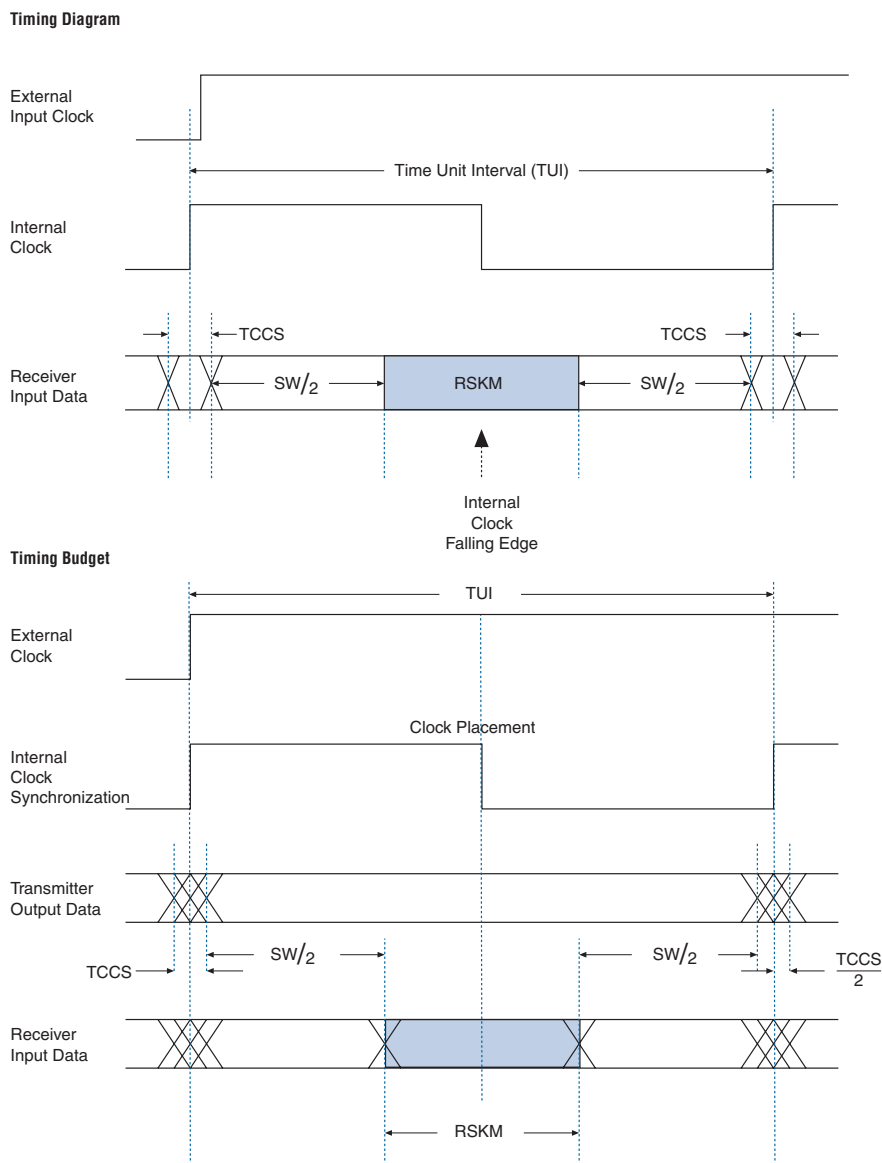 Timing Diagram
External
Input Clock
Time Unit Interval (TUI)
Internal
Clock
TCCS
TCCS
Receiver
Input Data
SW/2
RSKM
SW/2
Internal
Clock
Falling Edge
Timing Budget
TUI
External
Clock
Clock Placement
Internal
Clock
Synchronization
Transmitter
Output Data
SW/2
SW/2
TCCS
TCCS
2
Receiver
Input Data
RSKM